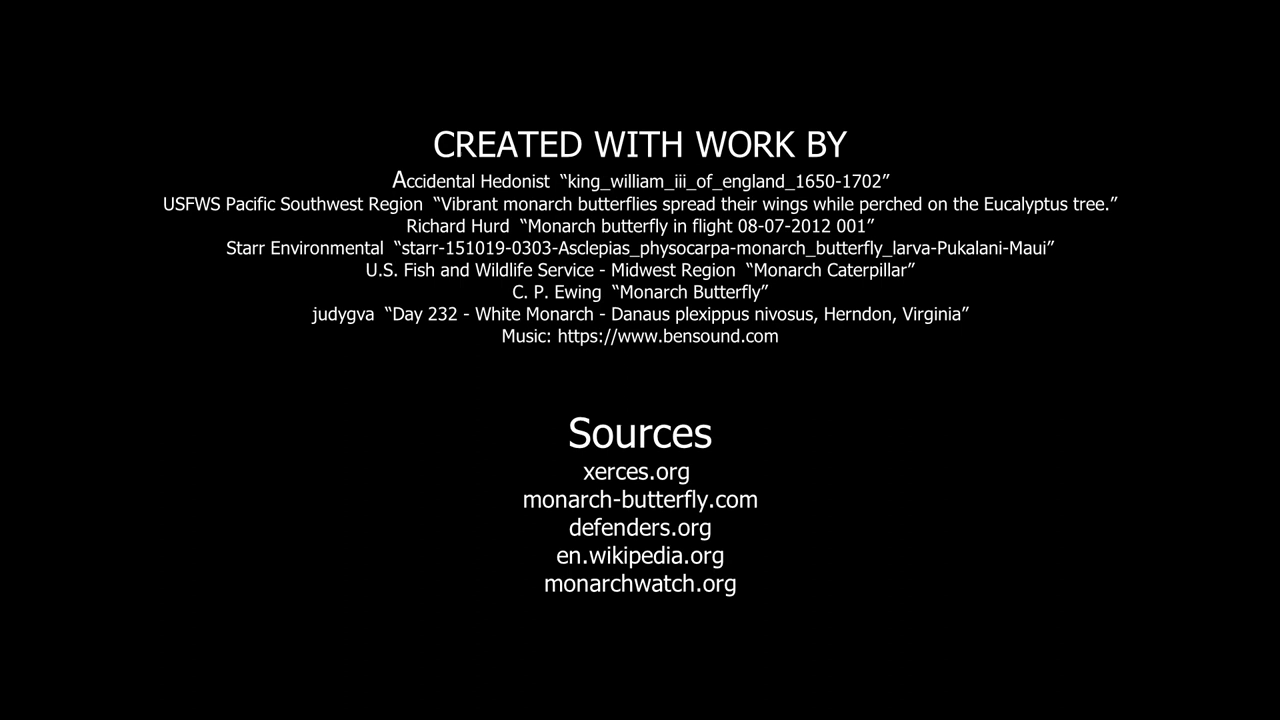 CREATED WITH WORK BY
Accidental Hedonist “king_william_iii_of_england_1650-1702”
USFWS Pacific Southwest Region “Vibrant monarch butterflies spread their wings while perched on the Eucalyptus tree.”
Richard Hurd “Monarch butterfly in flight 08-07-2012 001”
Starr Environmental “starr-151019-0303-Asclepias_physocarpa-monarch_butterfly_larva-Pukalani-Maui”
U.S. Fish and Wildlife Service - Midwest Region “Monarch Caterpillar”
C. P. Ewing “Monarch Butterfly”
judygva “Day 232 - White Monarch - Danaus plexippus nivosus, Herndon, Virginia”
Music: https://www.bensound.com
Sources
xerces.org
monarch-butterfly.com
defenders.org
en.wikipedia.org
monarchwatch.org